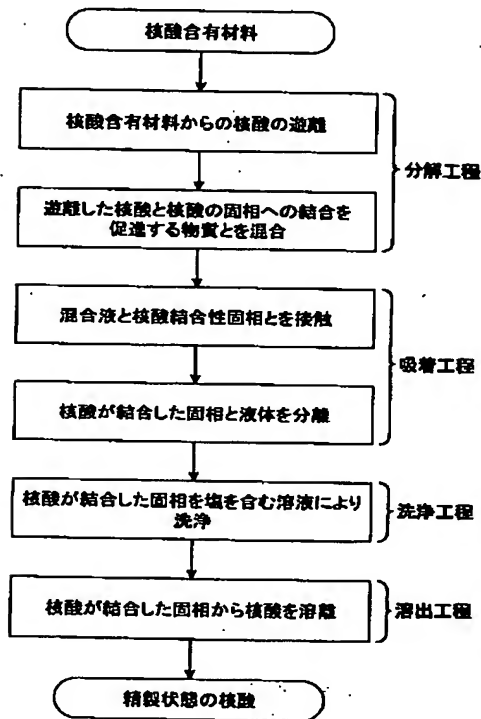 核酸含有材料
核酸含有材料からの核酸の遊離
分解工程
遊離した核酸と核酸の固相への結合を
促進する物質とを混合
混合液と核酸結合性固相とを接触
吸着工程
核酸が結合した固相と液体を分離
核酸が結合した固相を塩を含む溶液により
洗浄
洗浄工程
核酸が結合した固相から核酸を溶離
溶出工程
精製状態の核酸